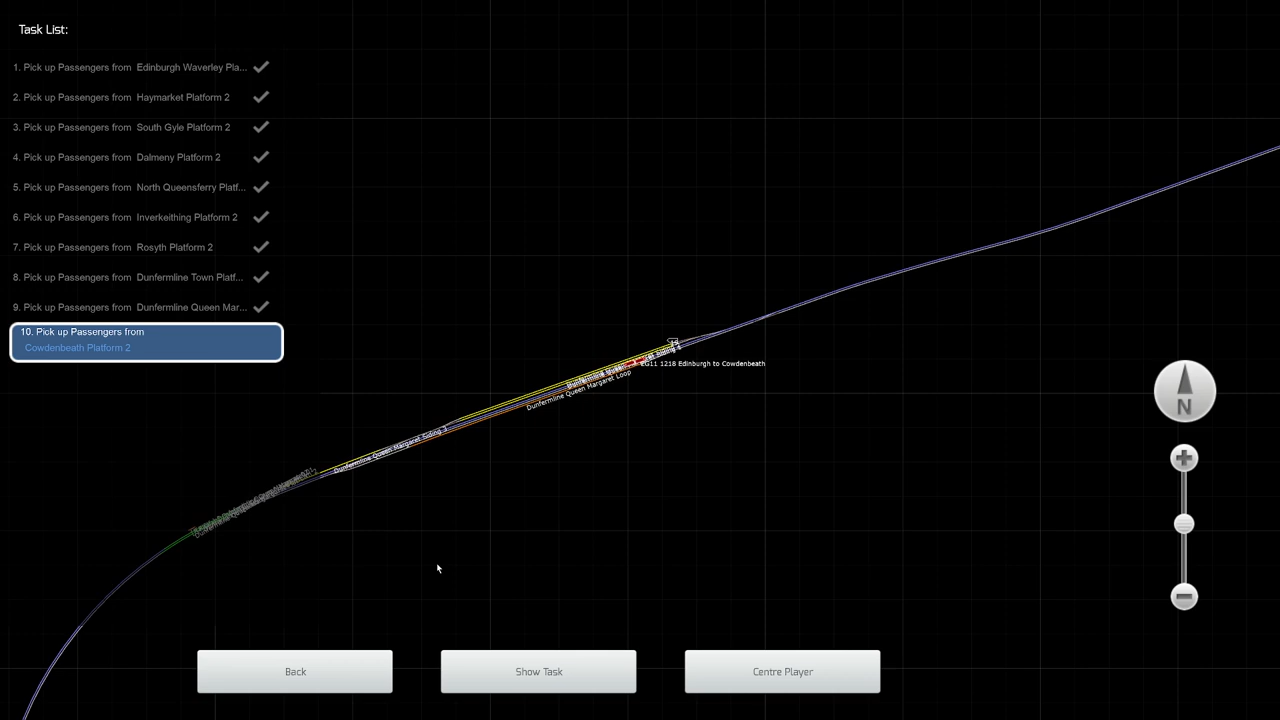 Task List:
1. Pick up Passengers from Edinburgh Waverley Pla...
2. Pick up Passengers from Haymarket Platform 2
3. Pick up Passengers from South Gyle Platform 2
4. Pick up Passengers from Dalmeny Platform 2
5. Pick up Passengers from North Queensferry Platf...
6. Pick up Passengers from Inverkeithing Platform 2
7. Pick up Passengers from Rosyth Platform 2
8. Pick up Passengers from Dunfermline Town Platf...
9. Pick up Passengers from Dunfermline Queen Mar...
10. Pick up Passengers from
Cowdenbeath Platform 2
1218 Edinburgh to Cowdenbeath
Dunfermline Queen Margaret Loop
Dunfermline Queen Margaret Siding 3
N
Back
Show Task
Centre Player